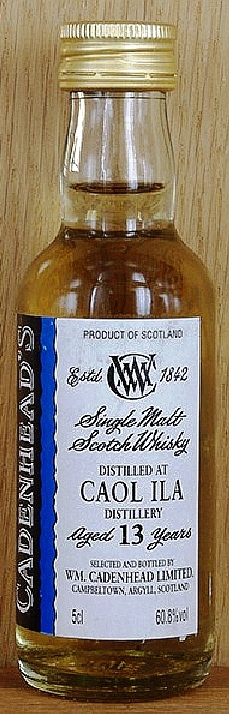 CADENHEAD'S
PRODUCT OF SCOTLAND
Estd WM 1842
Single Malt
Scotch Whisky
DISTILLED AT
CAOL ILA
DISTILLERY
Aged 13 Years
SELECTED AND BOTTLED BY
WM. CADENHEAD LIMITED.
CAMPBELTOWN, ARGYLL, SCOTLAND
5cl 60.8%vol